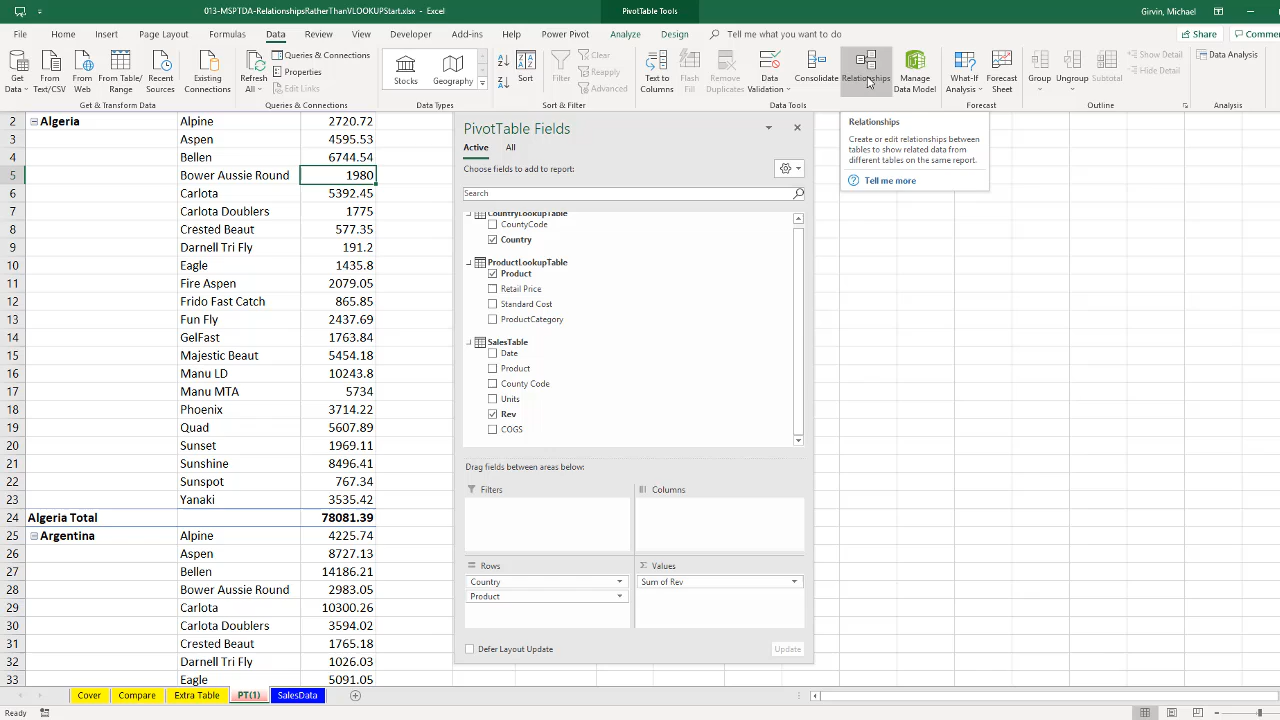 013-MSPTDA-RelationshipsRatherThanVLOOKUPStart.xlsx - Excel
PivotTable Tools
Girvin, Michael
File Home Insert Page Layout Formulas Data Review View Developer Add-ins Help Power Pivot Analyze Design Tell me what you want to do Share Commen
Get Data
From Text/CSV
From Web
From Table/ Range
Recent Sources
Existing Connections
Get & Transform Data
Refresh All
Queries & Connections
Properties
Edit Links
Queries & Connections
Stocks
Geography
Data Types
Sort
Filter
Clear
Reapply
Advanced
Sort & Filter
Text to Columns
Flash Fill
Remove Duplicates
Data Validation
Consolidate
Relationships
Manage Data Model
Data Tools
What-If Analysis
Forecast Sheet
Forecast
Group
Ungroup
Subtotal
Show Detail
Hide Detail
Outline
Data Analysis
Analysis
Relationships
Create or edit relationships between
tables to show related data from
different tables on the same report.
Tell me more
2 Algeria Alpine 2720.72
3 Aspen 4595.53
4 Bellen 6744.54
5 Bower Aussie Round 1980
6 Carlota 5392.45
7 Carlota Doublers 1775
8 Crested Beaut 577.35
9 Darnell Tri Fly 191.2
10 Eagle 1435.8
11 Fire Aspen 2079.05
12 Frido Fast Catch 865.85
13 Fun Fly 2437.69
14 GelFast 1763.84
15 Majestic Beaut 5454.18
16 Manu LD 10243.8
17 Manu MTA 5734
18 Phoenix 3714.22
19 Quad 5607.89
20 Sunset 1969.11
21 Sunshine 8496.41
22 Sunspot 767.34
23 Yanaki 3535.42
24 Algeria Total 78081.39
25 Argentina Alpine 4225.74
26 Aspen 8727.13
27 Bellen 14186.21
28 Bower Aussie Round 2983.05
29 Carlota 10300.26
30 Carlota Doublers 3594.02
31 Crested Beaut 1765.18
32 Darnell Tri Fly 1026.03
33 Eagle 5091.05
PivotTable Fields
Active All
Choose fields to add to report:
Search
CountryLookupTable
CountyCode
Country
ProductLookupTable
Product
Retail Price
Standard Cost
ProductCategory
SalesTable
Date
Product
County Code
Units
Rev
COGS
Drag fields between areas below:
Filters
Columns
Rows
Country
Product
Values
Sum of Rev
Defer Layout Update
Update
Cover Compare Extra Table PT(1) SalesData
Ready